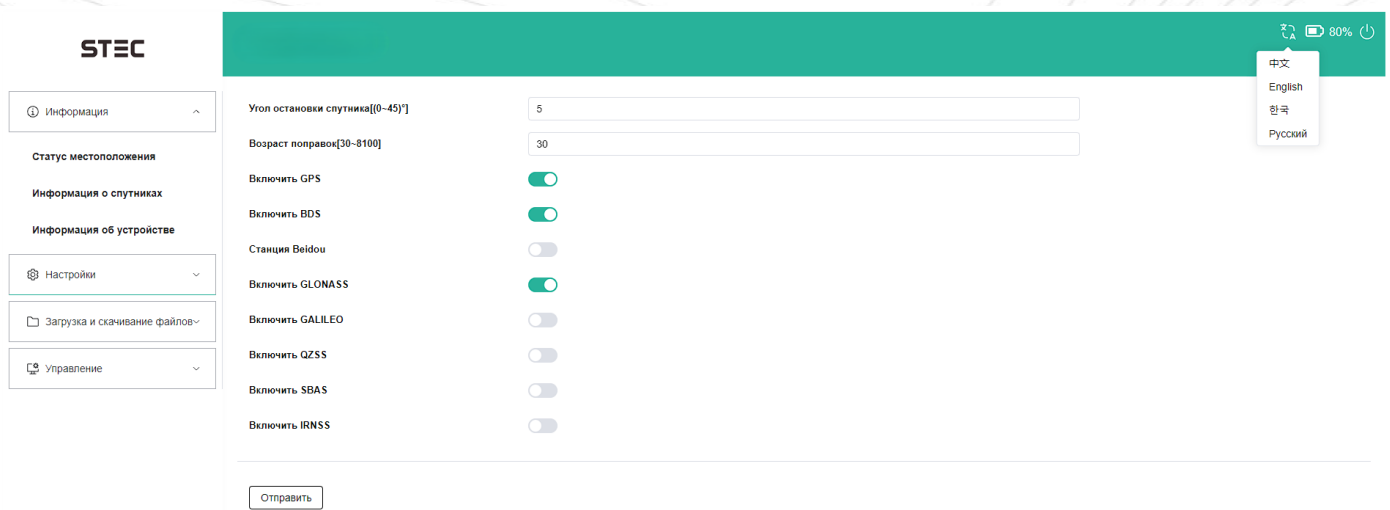 STEC
80%
中文
English
한국
Русский
Информация
Статус местоположения
Информация о спутниках
Информация об устройстве
Настройки
Загрузка и скачивание файлов
Управление
Угол остановки спутника[(0~45)°]
5
Возраст поправок[30~8100]
30
Включить GPS
Включить BDS
Станция Beidou
Включить GLONASS
Включить GALILEO
Включить QZSS
Включить SBAS
Включить IRNSS
Отправить